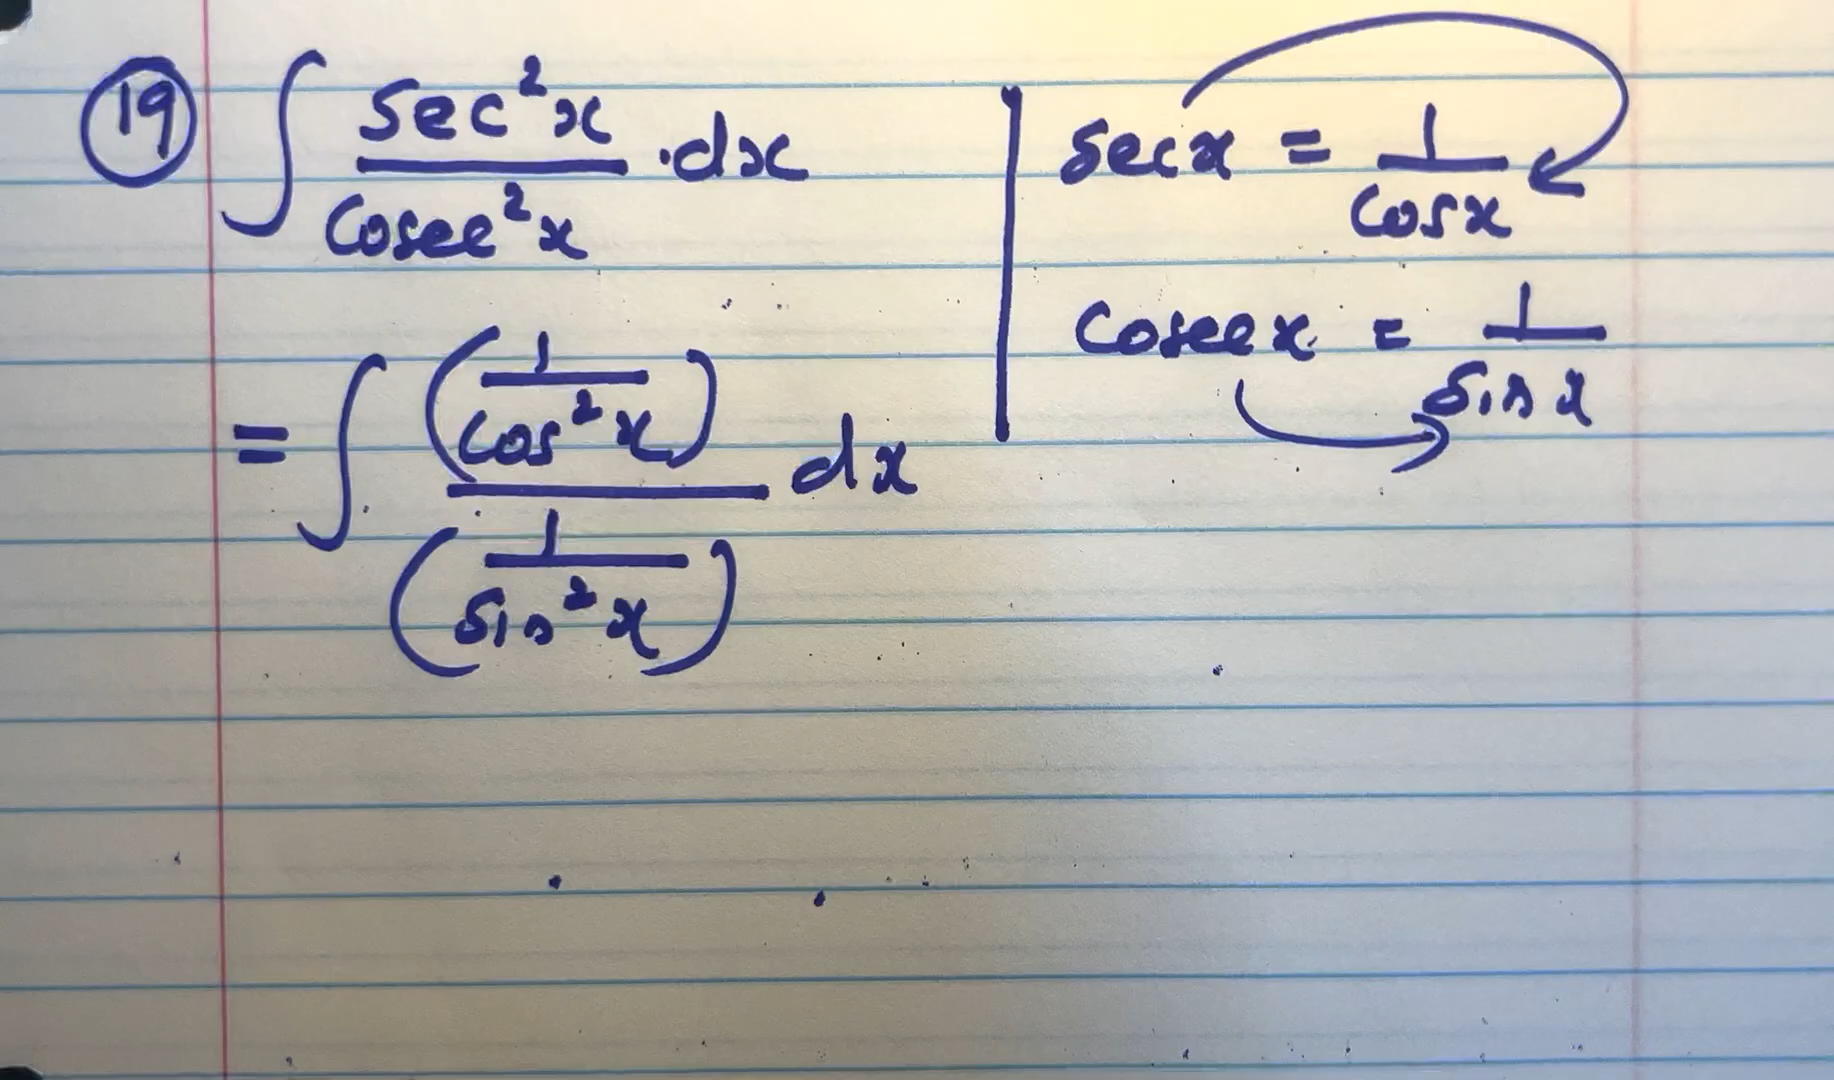 (19) ∫ sec²x / cosec²x .dx
= ∫ (1 / cos²x) / (1 / sin²x) dx
secx = 1 / cosx
cosecx = 1 / sinx